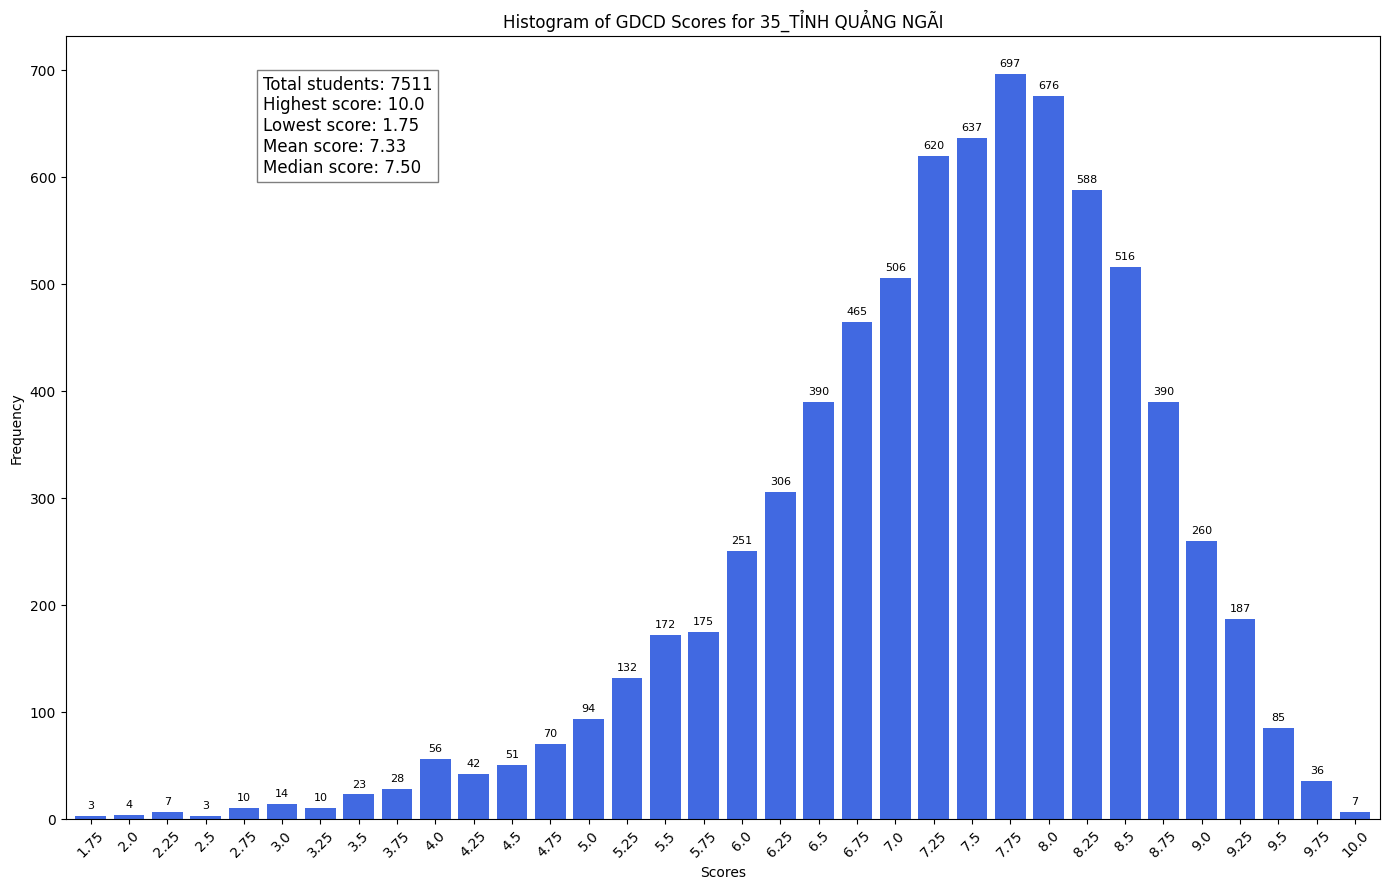 Histogram of GDCD Scores for 35_TỈNH QUẢNG NGÃI
Total students: 7511
Highest score: 10.0
Lowest score: 1.75
Mean score: 7.33
Median score: 7.50
Frequency
700
600
500
400
300
200
100
0
3 4 7 3 10 14 10 23 28 56 42 51 70 94 132 172 175 251 306 390 465 506 620 637 697 676 588 516 390 260 187 85 36 7
1.75 2.0 2.25 2.5 2.75 3.0 3.25 3.5 3.75 4.0 4.25 4.5 4.75 5.0 5.25 5.5 5.75 6.0 6.25 6.5 6.75 7.0 7.25 7.5 7.75 8.0 8.25 8.5 8.75 9.0 9.25 9.5 9.75 10.0
Scores